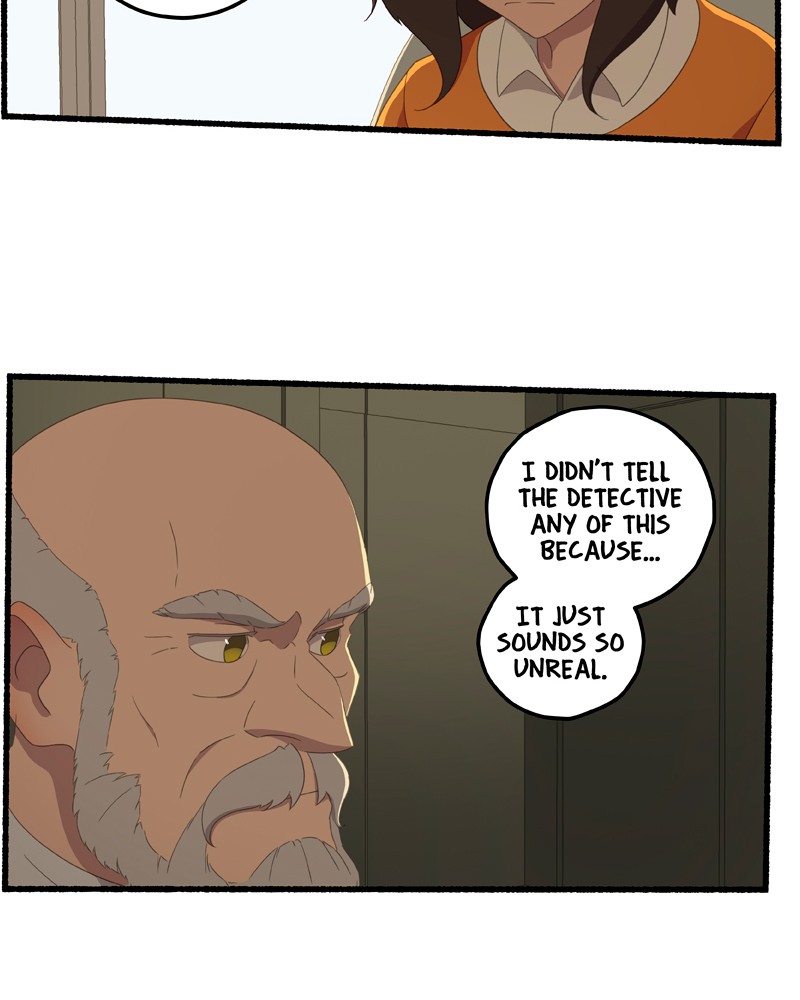 I DIDN'T TELL
THE DETECTIVE
ANY OF THIS
BECAUSE...
IT JUST
SOUNDS SO
UNREAL.